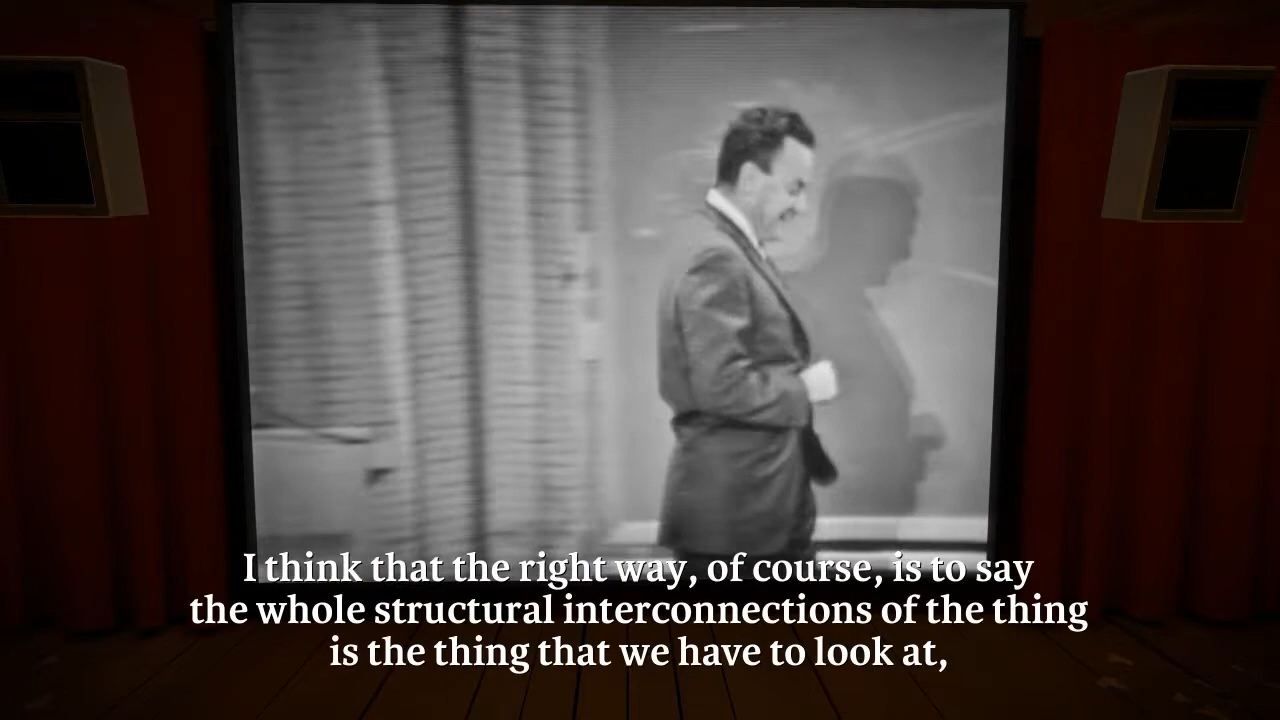 I think that the right way, of course, is to say
the whole structural interconnections of the thing
is the thing that we have to look at,